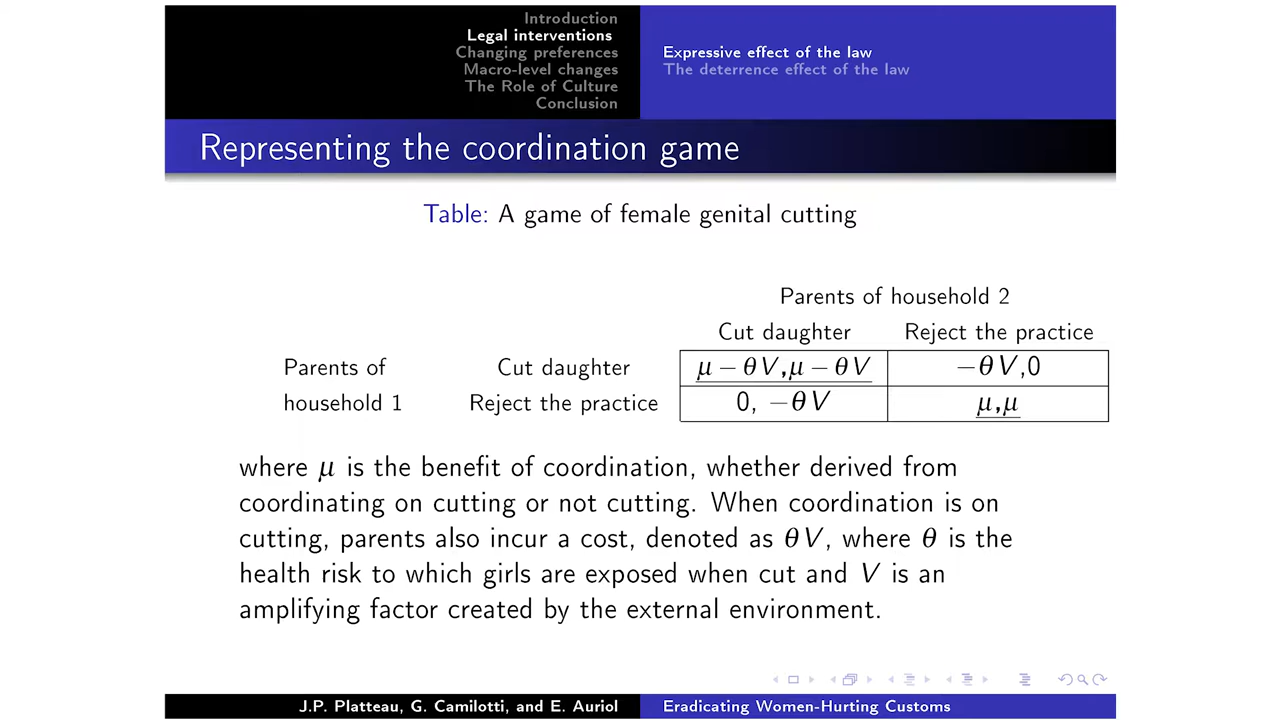 Introduction
Legal interventions
Changing preferences
Macro-level changes
The Role of Culture
Conclusion
Expressive effect of the law
The deterrence effect of the law
Representing the coordination game
Table: A game of female genital cutting
Parents of household 2
Cut daughter Reject the practice
Parents of Cut daughter μ − θV,μ − θV −θV,0
household 1 Reject the practice 0, −θV μ,μ
where μ is the benefit of coordination, whether derived from
coordinating on cutting or not cutting. When coordination is on
cutting, parents also incur a cost, denoted as θV, where θ is the
health risk to which girls are exposed when cut and V is an
amplifying factor created by the external environment.
J.P. Platteau, G. Camilotti, and E. Auriol Eradicating Women-Hurting Customs